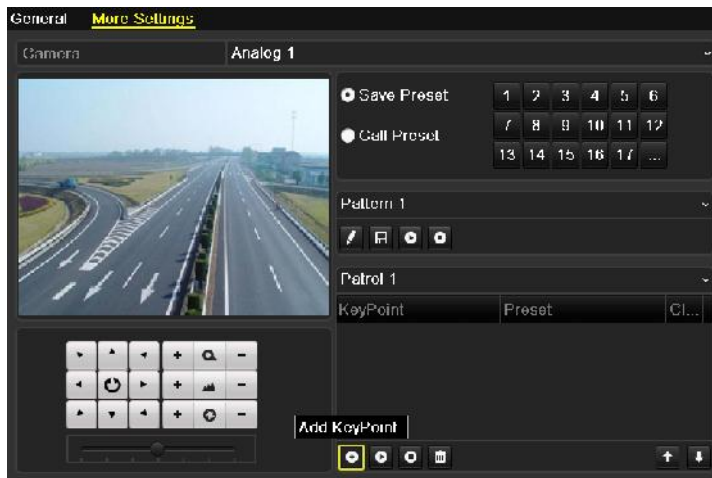 General More Settings
Camera Analog 1
Save Preset 1 2 3 4 5 6
Call Preset 7 8 9 10 11 12
13 14 15 16 17 ...
Pattern 1
Patrol 1
KeyPoint Preset Cl...
Add KeyPoint